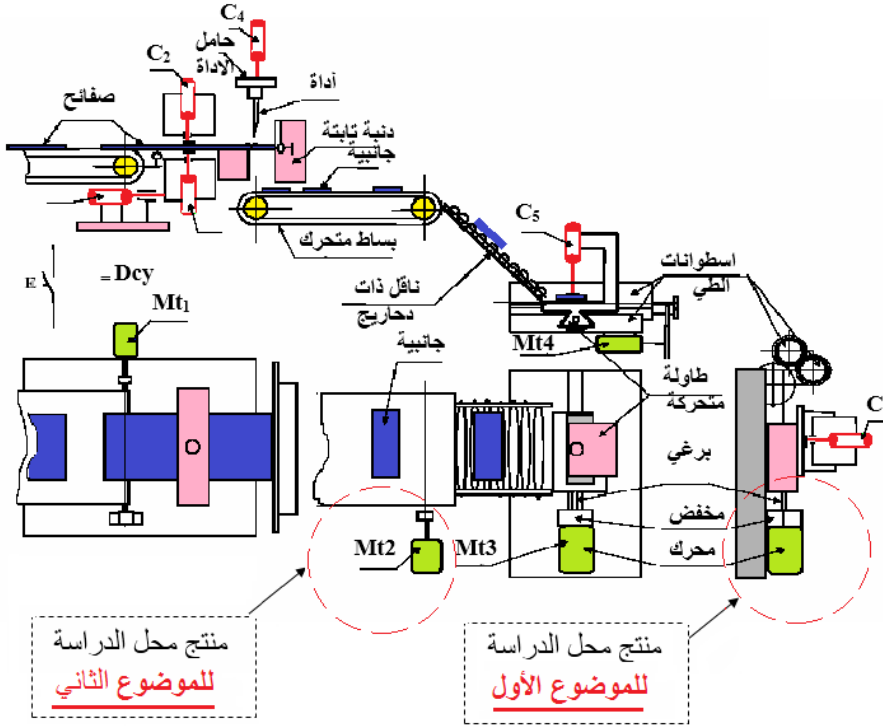 C4
حامل
الاداة
C2
أداة
صفائح
دنبة ثابتة
جانبية
C5
بساط متحرك
اسطوانات
الطي
E
= Dcy
ناقل ذات
دحاريج
Mt1
Mt4
جانبية
طاولة
متحركة
C
برغي
مخفض
Mt2
Mt3
محرك
منتج محل الدراسة
للموضوع الثاني
منتج محل الدراسة
للموضوع الأول